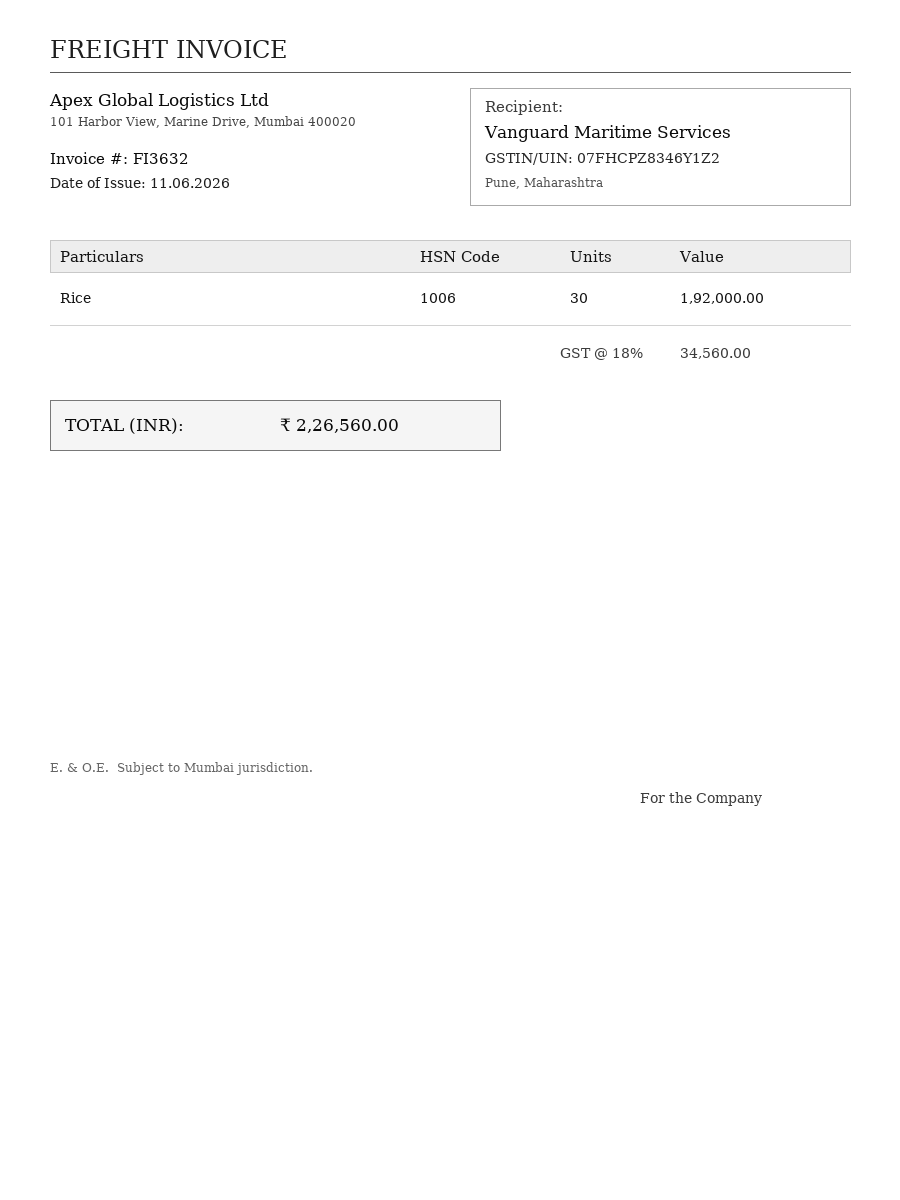 FREIGHT INVOICE
Apex Global Logistics Ltd
101 Harbor View, Marine Drive, Mumbai 400020
Invoice #: FI3632
Date of Issue: 11.06.2026
Recipient:
Vanguard Maritime Services
GSTIN/UIN: 07FHCPZ8346Y1Z2
Pune, Maharashtra
Particulars HSN Code Units Value
Rice 1006 30 1,92,000.00
GST @ 18% 34,560.00
TOTAL (INR): ₹ 2,26,560.00
E. & O.E. Subject to Mumbai jurisdiction.
For the Company